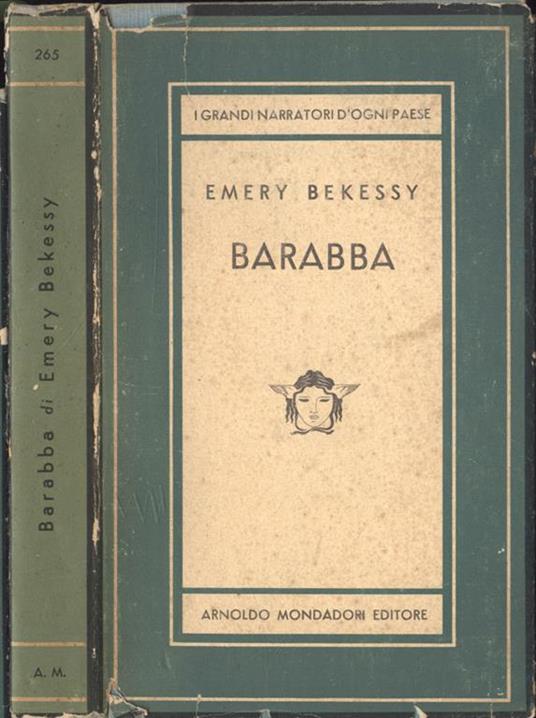 265
Barabba di Emery Bekessy
A. M.
I GRANDI NARRATORI D'OGNI PAESE
EMERY BEKESSY
BARABBA
ARNOLDO MONDADORI EDITORE